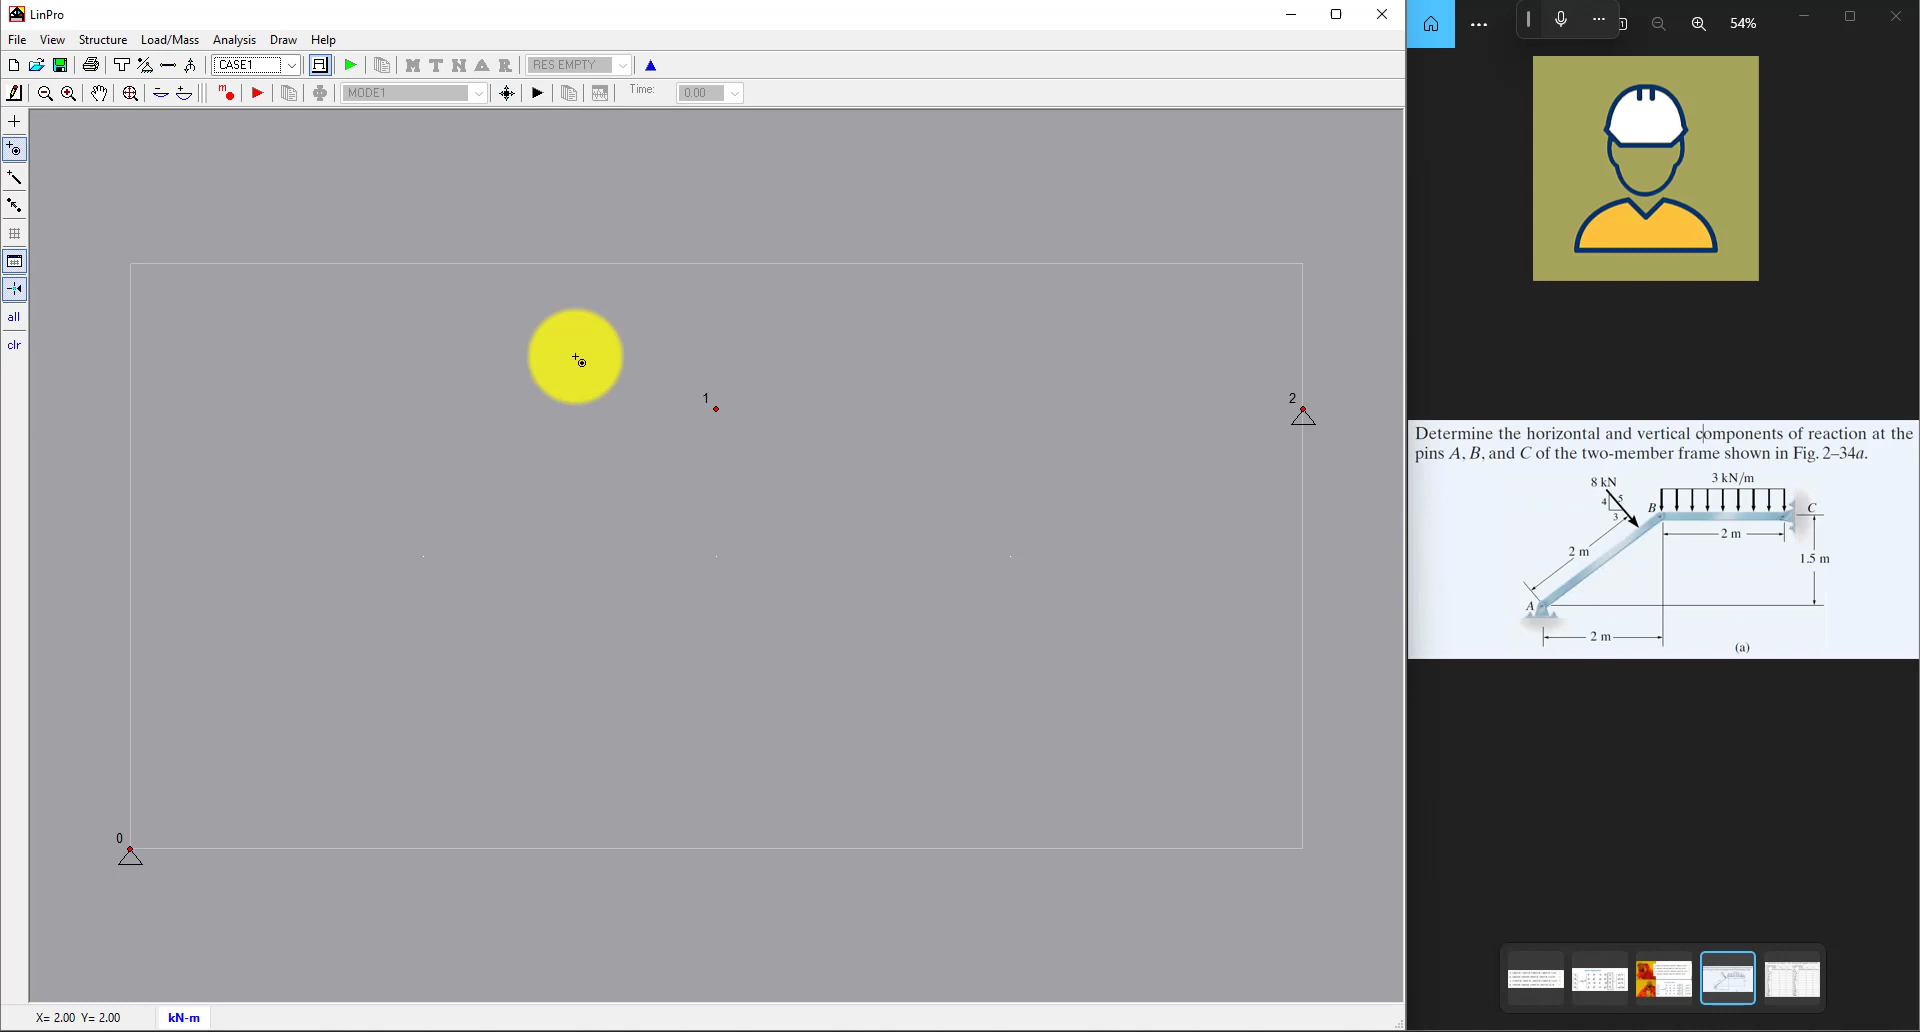 LinPro
File View Structure Load/Mass Analysis Draw Help
CASE1
M T N R
RES EMPTY
m
MODE1
Time:
0.00
all
clr
1
2
0
X= 2.00 Y= 2.00
kN-m
54%
Determine the horizontal and vertical components of reaction at the
pins A, B, and C of the two-member frame shown in Fig. 2–34a.
8 kN
3 kN/m
4
5
3
B
C
2 m
2 m
1.5 m
A
2 m
(a)